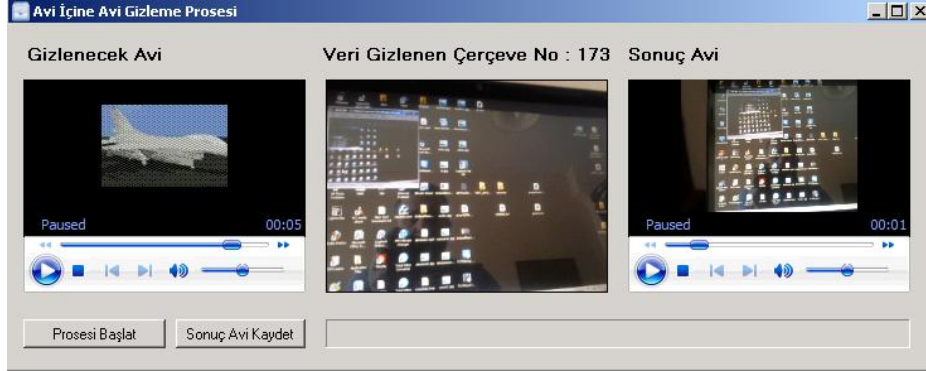 Avi İçine Avi Gizleme Prosesi
Gizlenecek Avi
Veri Gizlenen Çerçeve No : 173
Sonuç Avi
Paused 00:05
Paused 00:01
Prosesi Başlat
Sonuç Avi Kaydet